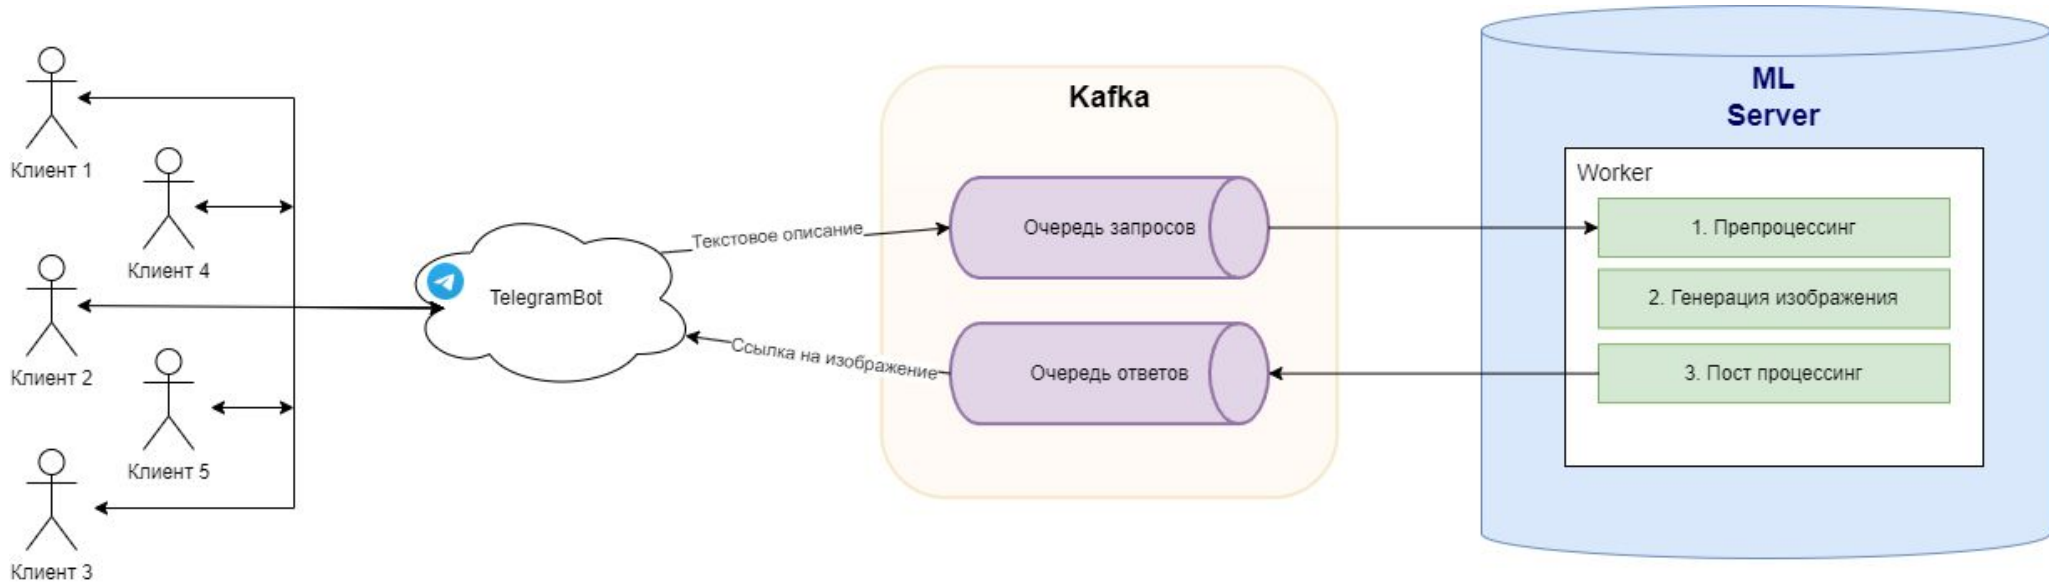 Клиент 1
Клиент 4
Клиент 2
Клиент 5
Клиент 3
TelegramBot
Текстовое описание
Ссылка на изображение
Kafka
Очередь запросов
Очередь ответов
ML
Server
Worker
1. Препроцессинг
2. Генерация изображения
3. Пост процессинг